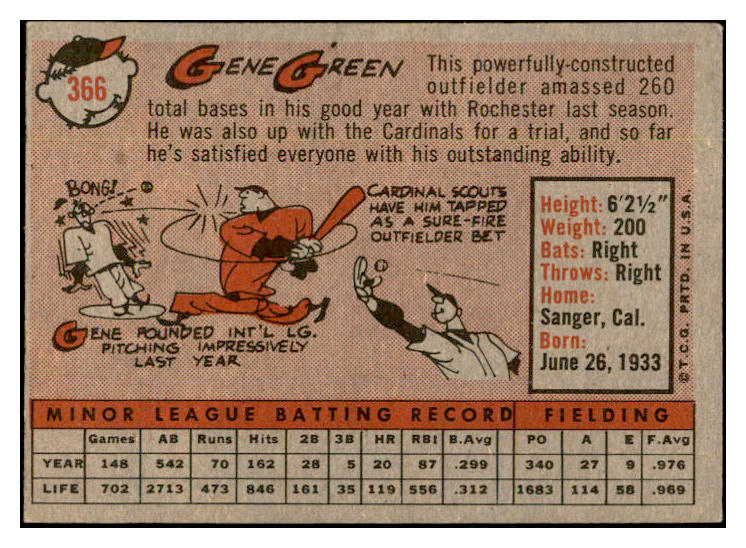 366
GENE GREEN
This powerfully-constructed
outfielder amassed 260
total bases in his good year with Rochester last season.
He was also up with the Cardinals for a trial, and so far
he's satisfied everyone with his outstanding ability.
BONG!
CARDINAL SCOUTS
HAVE HIM TAPPED
AS A SURE-FIRE
OUTFIELDER BET
GENE POUNDED INT'L LG.
PITCHING IMPRESSIVELY
LAST YEAR
Height: 6'2½"
Weight: 200
Bats: Right
Throws: Right
Home:
Sanger, Cal.
Born:
June 26, 1933
© T.C.G. PRTD. IN U.S.A.
MINOR LEAGUE BATTING RECORD FIELDING
Games AB Runs Hits 2B 3B HR RBI B.Avg PO A E F.Avg
YEAR 148 542 70 162 28 5 20 87 .299 340 27 9 .976
LIFE 702 2713 473 846 161 35 119 556 .312 1683 114 58 .969